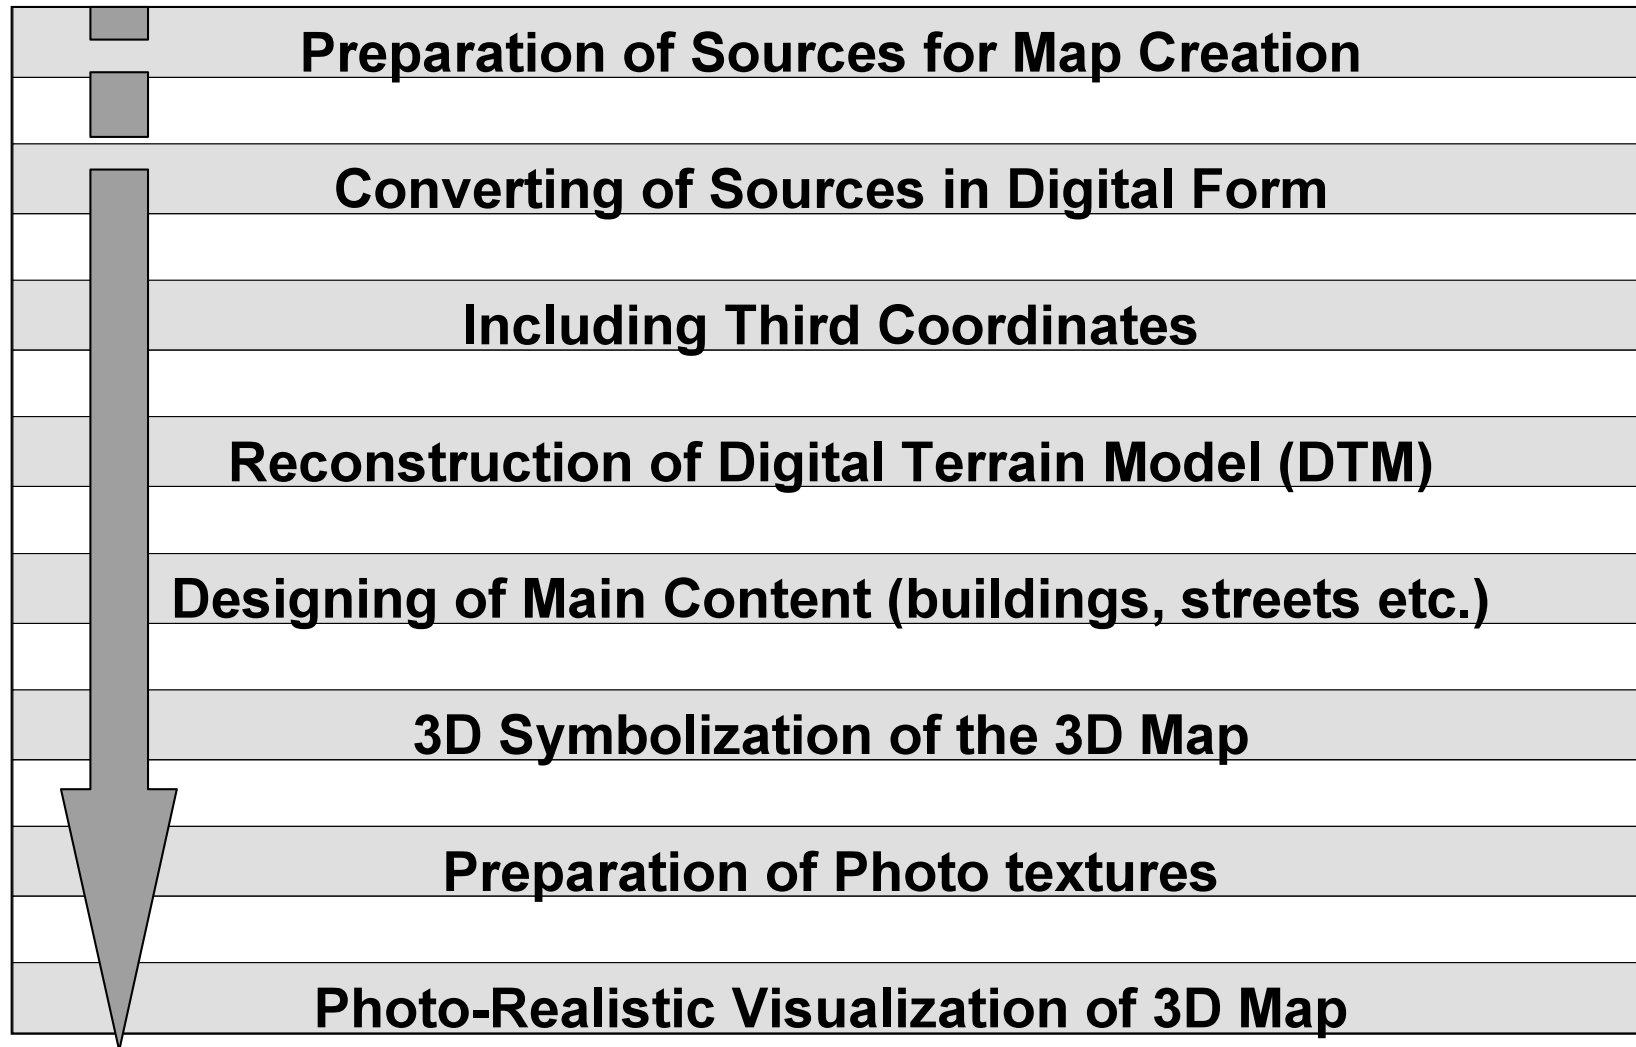 Preparation of Sources for Map Creation
Converting of Sources in Digital Form
Including Third Coordinates
Reconstruction of Digital Terrain Model (DTM)
Designing of Main Content (buildings, streets etc.)
3D Symbolization of the 3D Map
Preparation of Photo textures
Photo-Realistic Visualization of 3D Map